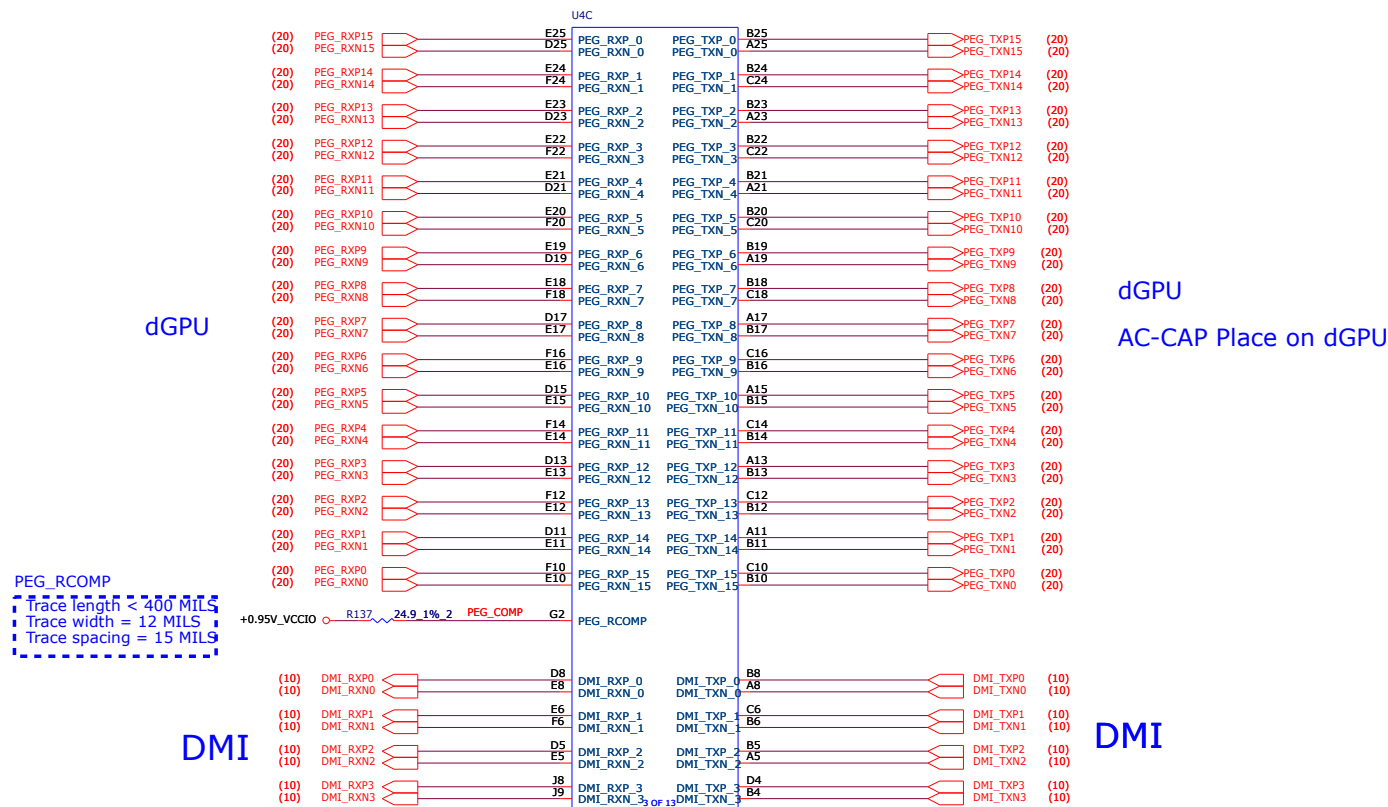 U4C
(20) PEG_RXP15 E25 PEG_RXP_0 PEG_TXP_0 B25 PEG_TXP15 (20)
(20) PEG_RXN15 D25 PEG_RXN_0 PEG_TXN_0 A25 PEG_TXN15 (20)
(20) PEG_RXP14 E24 PEG_RXP_1 PEG_TXP_1 B24 PEG_TXP14 (20)
(20) PEG_RXN14 F24 PEG_RXN_1 PEG_TXN_1 C24 PEG_TXN14 (20)
(20) PEG_RXP13 E23 PEG_RXP_2 PEG_TXP_2 B23 PEG_TXP13 (20)
(20) PEG_RXN13 D23 PEG_RXN_2 PEG_TXN_2 A23 PEG_TXN13 (20)
(20) PEG_RXP12 E22 PEG_RXP_3 PEG_TXP_3 B22 PEG_TXP12 (20)
(20) PEG_RXN12 F22 PEG_RXN_3 PEG_TXN_3 C22 PEG_TXN12 (20)
(20) PEG_RXP11 E21 PEG_RXP_4 PEG_TXP_4 B21 PEG_TXP11 (20)
(20) PEG_RXN11 D21 PEG_RXN_4 PEG_TXN_4 A21 PEG_TXN11 (20)
(20) PEG_RXP10 E20 PEG_RXP_5 PEG_TXP_5 B20 PEG_TXP10 (20)
(20) PEG_RXN10 F20 PEG_RXN_5 PEG_TXN_5 C20 PEG_TXN10 (20)
(20) PEG_RXP9 E19 PEG_RXP_6 PEG_TXP_6 B19 PEG_TXP9 (20)
(20) PEG_RXN9 D19 PEG_RXN_6 PEG_TXN_6 A19 PEG_TXN9 (20)
(20) PEG_RXP8 E18 PEG_RXP_7 PEG_TXP_7 B18 PEG_TXP8 (20)
dGPU
(20) PEG_RXN8 F18 PEG_RXN_7 PEG_TXN_7 C18 PEG_TXN8 (20)
dGPU
(20) PEG_RXP7 D17 PEG_RXP_8 PEG_TXP_8 A17 PEG_TXP7 (20)
(20) PEG_RXN7 E17 PEG_RXN_8 PEG_TXN_8 B17 PEG_TXN7 (20)
AC-CAP Place on dGPU
(20) PEG_RXP6 F16 PEG_RXP_9 PEG_TXP_9 C16 PEG_TXP6 (20)
(20) PEG_RXN6 E16 PEG_RXN_9 PEG_TXN_9 B16 PEG_TXN6 (20)
(20) PEG_RXP5 D15 PEG_RXP_10 PEG_TXP_10 A15 PEG_TXP5 (20)
(20) PEG_RXN5 E15 PEG_RXN_10 PEG_TXN_10 B15 PEG_TXN5 (20)
(20) PEG_RXP4 F14 PEG_RXP_11 PEG_TXP_11 C14 PEG_TXP4 (20)
(20) PEG_RXN4 E14 PEG_RXN_11 PEG_TXN_11 B14 PEG_TXN4 (20)
(20) PEG_RXP3 D13 PEG_RXP_12 PEG_TXP_12 A13 PEG_TXP3 (20)
(20) PEG_RXN3 E13 PEG_RXN_12 PEG_TXN_12 B13 PEG_TXN3 (20)
(20) PEG_RXP2 F12 PEG_RXP_13 PEG_TXP_13 C12 PEG_TXP2 (20)
(20) PEG_RXN2 E12 PEG_RXN_13 PEG_TXN_13 B12 PEG_TXN2 (20)
(20) PEG_RXP1 D11 PEG_RXP_14 PEG_TXP_14 A11 PEG_TXP1 (20)
(20) PEG_RXN1 E11 PEG_RXN_14 PEG_TXN_14 B11 PEG_TXN1 (20)
(20) PEG_RXP0 F10 PEG_RXP_15 PEG_TXP_15 C10 PEG_TXP0 (20)
(20) PEG_RXN0 E10 PEG_RXN_15 PEG_TXN_15 B10 PEG_TXN0 (20)
PEG_RCOMP
Trace length < 400 MILS
Trace width = 12 MILS
Trace spacing = 15 MILS
+0.95V_VCCIO R137 24.9_1%_2 PEG_COMP G2 PEG_RCOMP
(10) DMI_RXP0 D8 DMI_RXP_0 DMI_TXP_0 B8 DMI_TXP0 (10)
(10) DMI_RXN0 E8 DMI_RXN_0 DMI_TXN_0 A8 DMI_TXN0 (10)
(10) DMI_RXP1 E6 DMI_RXP_1 DMI_TXP_1 C6 DMI_TXP1 (10)
(10) DMI_RXN1 F6 DMI_RXN_1 DMI_TXN_1 B6 DMI_TXN1 (10)
DMI
DMI
(10) DMI_RXP2 D5 DMI_RXP_2 DMI_TXP_2 B5 DMI_TXP2 (10)
(10) DMI_RXN2 E5 DMI_RXN_2 DMI_TXN_2 A5 DMI_TXN2 (10)
(10) DMI_RXP3 J8 DMI_RXP_3 DMI_TXP_3 D4 DMI_TXP3 (10)
(10) DMI_RXN3 J9 DMI_RXN_3 3 OF 13 DMI_TXN_3 B4 DMI_TXN3 (10)